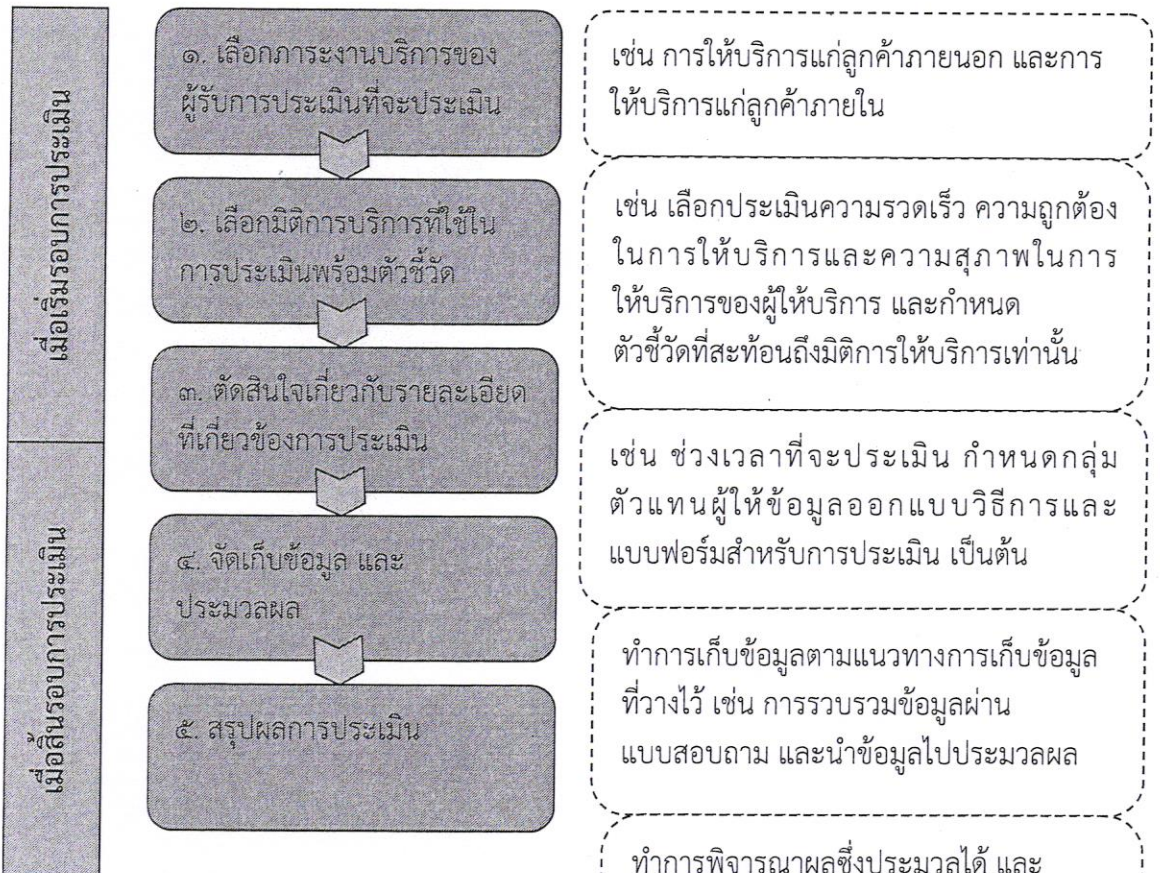 เมื่อเริ่มรอบการประเมิน
๑. เลือกภาระงานบริการของ
ผู้รับการประเมินที่จะประเมิน
เช่น การให้บริการแก่ลูกค้าภายนอก และการ
ให้บริการแก่ลูกค้าภายใน
๒. เลือกมิติการบริการที่ใช้ใน
การประเมินพร้อมตัวชี้วัด
เช่น เลือกประเมินความรวดเร็ว ความถูกต้อง
ในการให้บริการและความสุภาพในการ
ให้บริการของผู้ให้บริการ และกำหนด
ตัวชี้วัดที่สะท้อนถึงมิติการให้บริการเท่านั้น
๓. ตัดสินใจเกี่ยวกับรายละเอียด
ที่เกี่ยวข้องการประเมิน
เช่น ช่วงเวลาที่จะประเมิน กำหนดกลุ่ม
ตัวแทนผู้ให้ข้อมูลออกแบบวิธีการและ
แบบฟอร์มสำหรับการประเมิน เป็นต้น
เมื่อสิ้นรอบการประเมิน
๔. จัดเก็บข้อมูล และ
ประมวลผล
ทำการเก็บข้อมูลตามแนวทางการเก็บข้อมูล
ที่วางไว้ เช่น การรวบรวมข้อมูลผ่าน
แบบสอบถาม และนำข้อมูลไปประมวลผล
๕. สรุปผลการประเมิน
ทำการพิจารณาผลซึ่งประมวลได้ และ